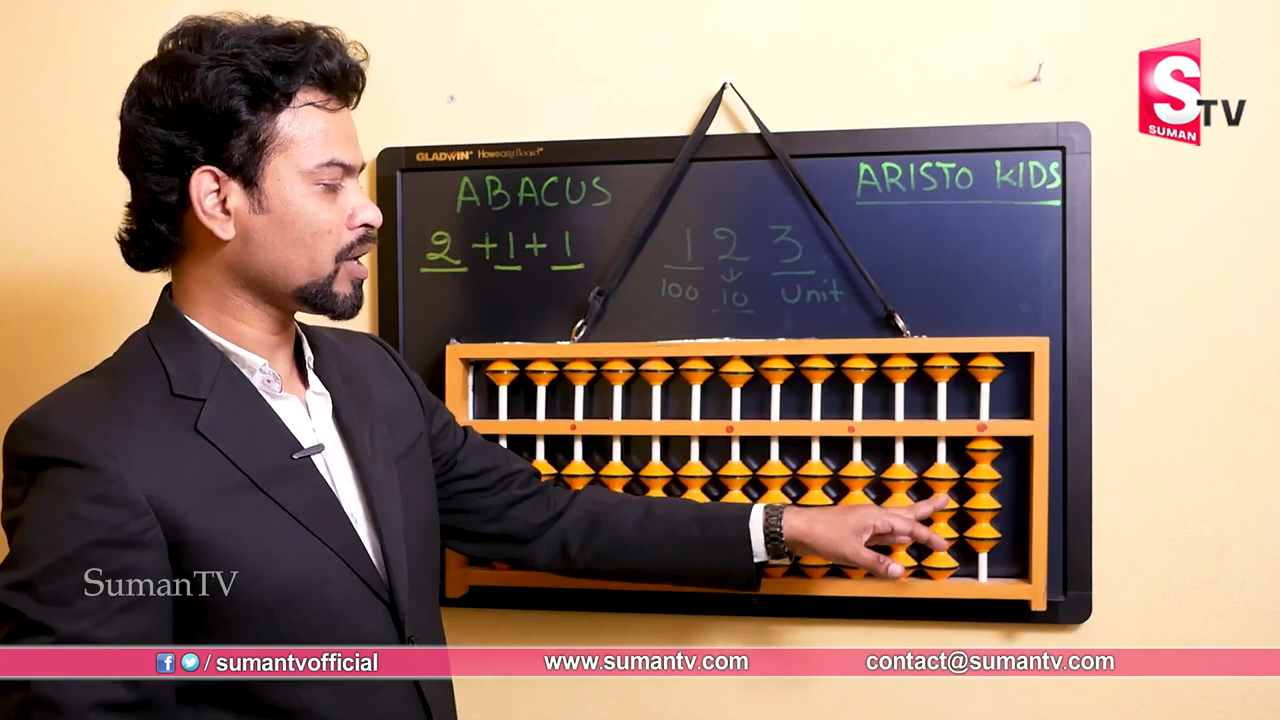 S TV
SUMAN
GLADWIN Howeasy Board
ABACUS
ARISTO KIDS
2 + 1 + 1
1 2 3
100 10 Unit
SumanTV
/ sumantvofficial
www.sumantv.com
contact@sumantv.com